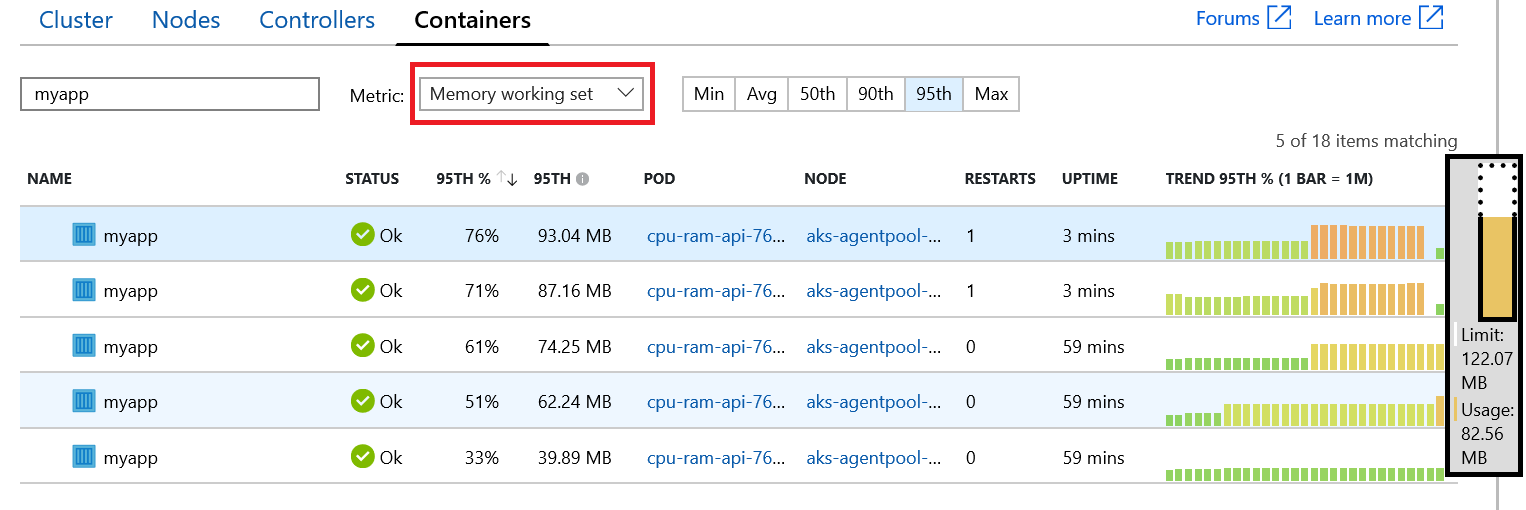 Cluster Nodes Controllers Containers Forums Learn more
myapp Metric: Memory working set Min Avg 50th 90th 95th Max
5 of 18 items matching
NAME STATUS 95TH % 95TH POD NODE RESTARTS UPTIME TREND 95TH % (1 BAR = 1M)
myapp Ok 76% 93.04 MB cpu-ram-api-76... aks-agentpool-... 1 3 mins
myapp Ok 71% 87.16 MB cpu-ram-api-76... aks-agentpool-... 1 3 mins
myapp Ok 61% 74.25 MB cpu-ram-api-76... aks-agentpool-... 0 59 mins
myapp Ok 51% 62.24 MB cpu-ram-api-76... aks-agentpool-... 0 59 mins
myapp Ok 33% 39.89 MB cpu-ram-api-76... aks-agentpool-... 0 59 mins
Limit:
122.07
MB
Usage:
82.56
MB